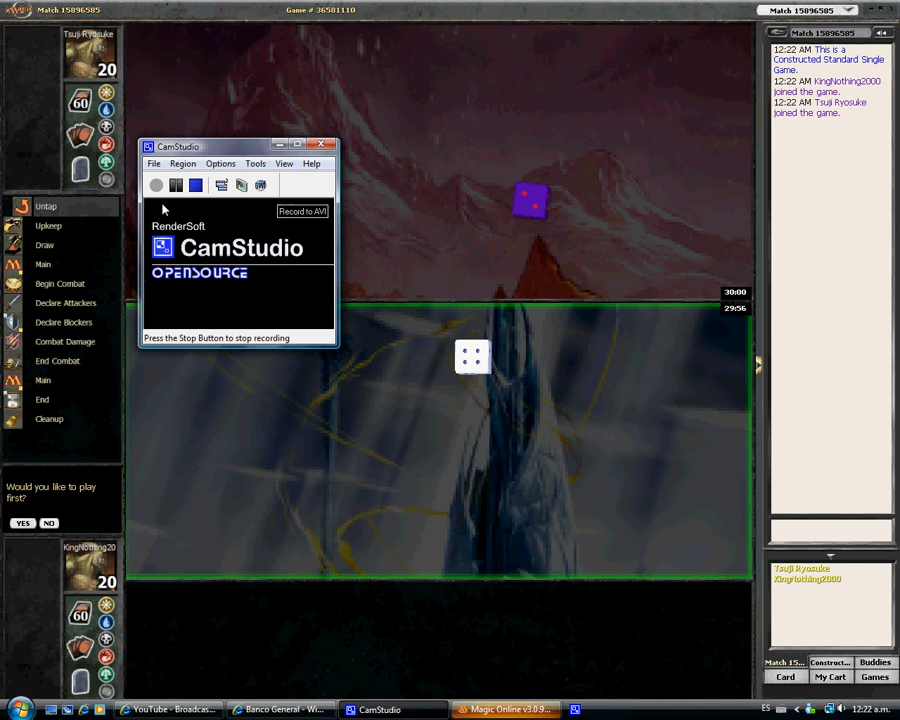 Match 15896585
Game # 36581110
Match 15896585
Tsuji Ryosuke
20
60
Untap
Upkeep
Draw
Main
Begin Combat
Declare Attackers
Declare Blockers
Combat Damage
End Combat
Main
End
Cleanup
Would you like to play
first?
YES NO
KingNothing20
20
60
CamStudio
File Region Options Tools View Help
Record to AVI
RenderSoft
CamStudio
OPENSOURCE
Press the Stop Button to stop recording
30:00
29:56
Match 15896585
12:22 AM This is a
Constructed Standard Single
Game.
12:22 AM KingNothing2000
joined the game.
12:22 AM Tsuji Ryosuke
joined the game.
Tsuji Ryosuke
KingNothing2000
Match 15... Construct... Buddies
Card My Cart Games
YouTube - Broadcas...
Banco General - Wi...
CamStudio
Magic Online v3.0.9...
ES
12:22 a.m.